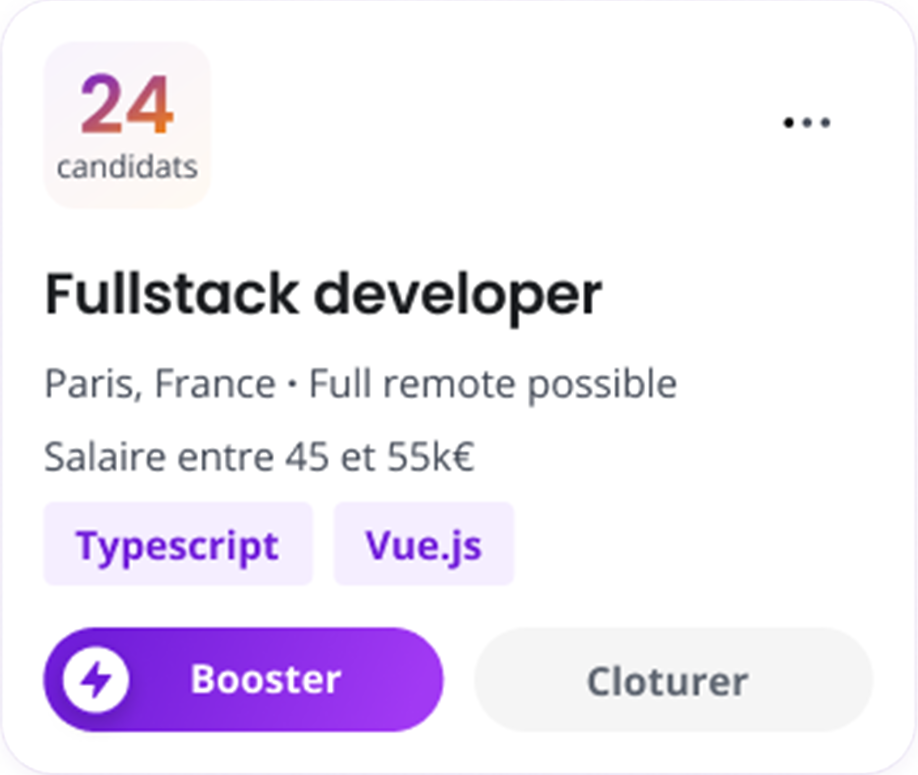 24
candidats
Fullstack developer
Paris, France · Full remote possible
Salaire entre 45 et 55k€
Typescript Vue.js
Booster Cloturer